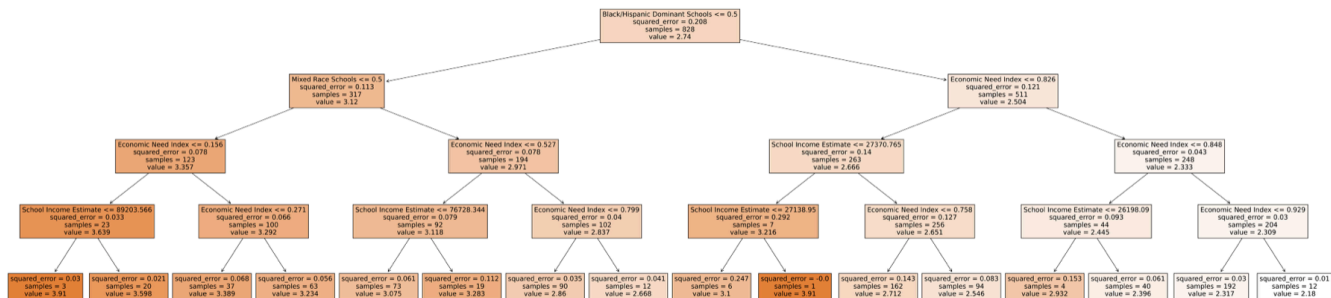 Black/Hispanic Dominant Schools <= 0.5
squared_error = 0.208
samples = 828
value = 2.74
Mixed Race Schools <= 0.5
squared_error = 0.113
samples = 317
value = 3.12
Economic Need Index <= 0.826
squared_error = 0.121
samples = 511
value = 2.504
Economic Need Index <= 0.156
squared_error = 0.078
samples = 123
value = 3.357
Economic Need Index <= 0.527
squared_error = 0.078
samples = 194
value = 2.971
School Income Estimate <= 27370.765
squared_error = 0.14
samples = 263
value = 2.666
Economic Need Index <= 0.848
squared_error = 0.043
samples = 248
value = 2.333
School Income Estimate <= 89203.566
squared_error = 0.033
samples = 23
value = 3.639
Economic Need Index <= 0.271
squared_error = 0.066
samples = 100
value = 3.292
School Income Estimate <= 76728.344
squared_error = 0.079
samples = 92
value = 3.118
Economic Need Index <= 0.799
squared_error = 0.04
samples = 102
value = 2.837
School Income Estimate <= 27138.95
squared_error = 0.292
samples = 7
value = 3.216
Economic Need Index <= 0.758
squared_error = 0.127
samples = 256
value = 2.651
School Income Estimate <= 26198.09
squared_error = 0.093
samples = 44
value = 2.445
Economic Need Index <= 0.929
squared_error = 0.03
samples = 204
value = 2.309
squared_error = 0.03
samples = 3
value = 3.91
squared_error = 0.021
samples = 20
value = 3.598
squared_error = 0.068
samples = 37
value = 3.389
squared_error = 0.056
samples = 63
value = 3.234
squared_error = 0.061
samples = 73
value = 3.075
squared_error = 0.112
samples = 19
value = 3.283
squared_error = 0.035
samples = 90
value = 2.86
squared_error = 0.041
samples = 12
value = 2.668
squared_error = 0.247
samples = 6
value = 3.1
squared_error = -0.0
samples = 1
value = 3.91
squared_error = 0.143
samples = 162
value = 2.712
squared_error = 0.083
samples = 94
value = 2.546
squared_error = 0.153
samples = 4
value = 2.932
squared_error = 0.061
samples = 40
value = 2.396
squared_error = 0.03
samples = 192
value = 2.317
squared_error = 0.01
samples = 12
value = 2.18